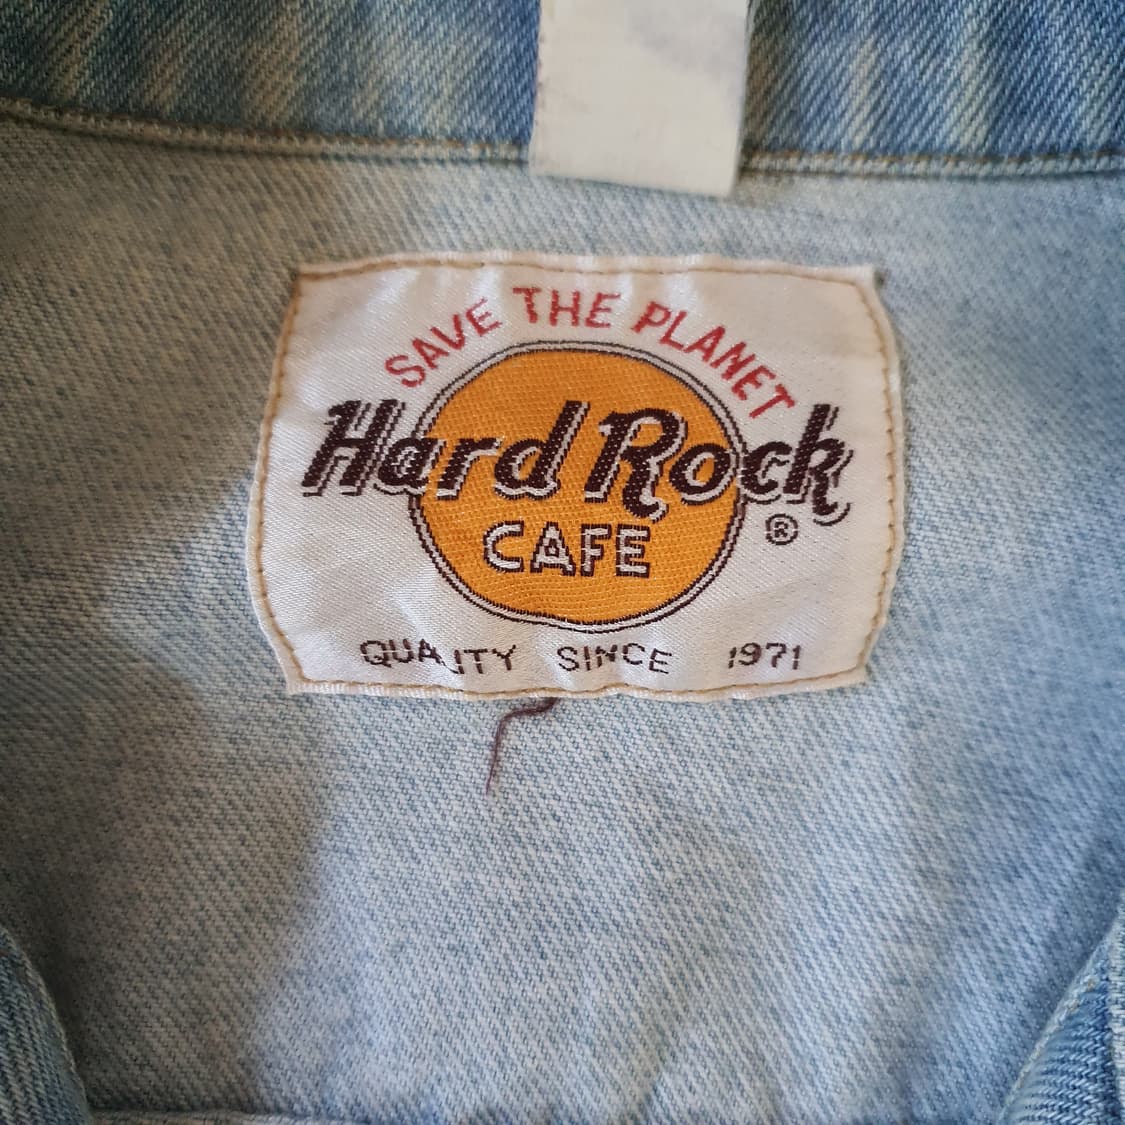 SAVE THE PLANET
Hard Rock
®
CAFE
QUALITY SINCE 1971